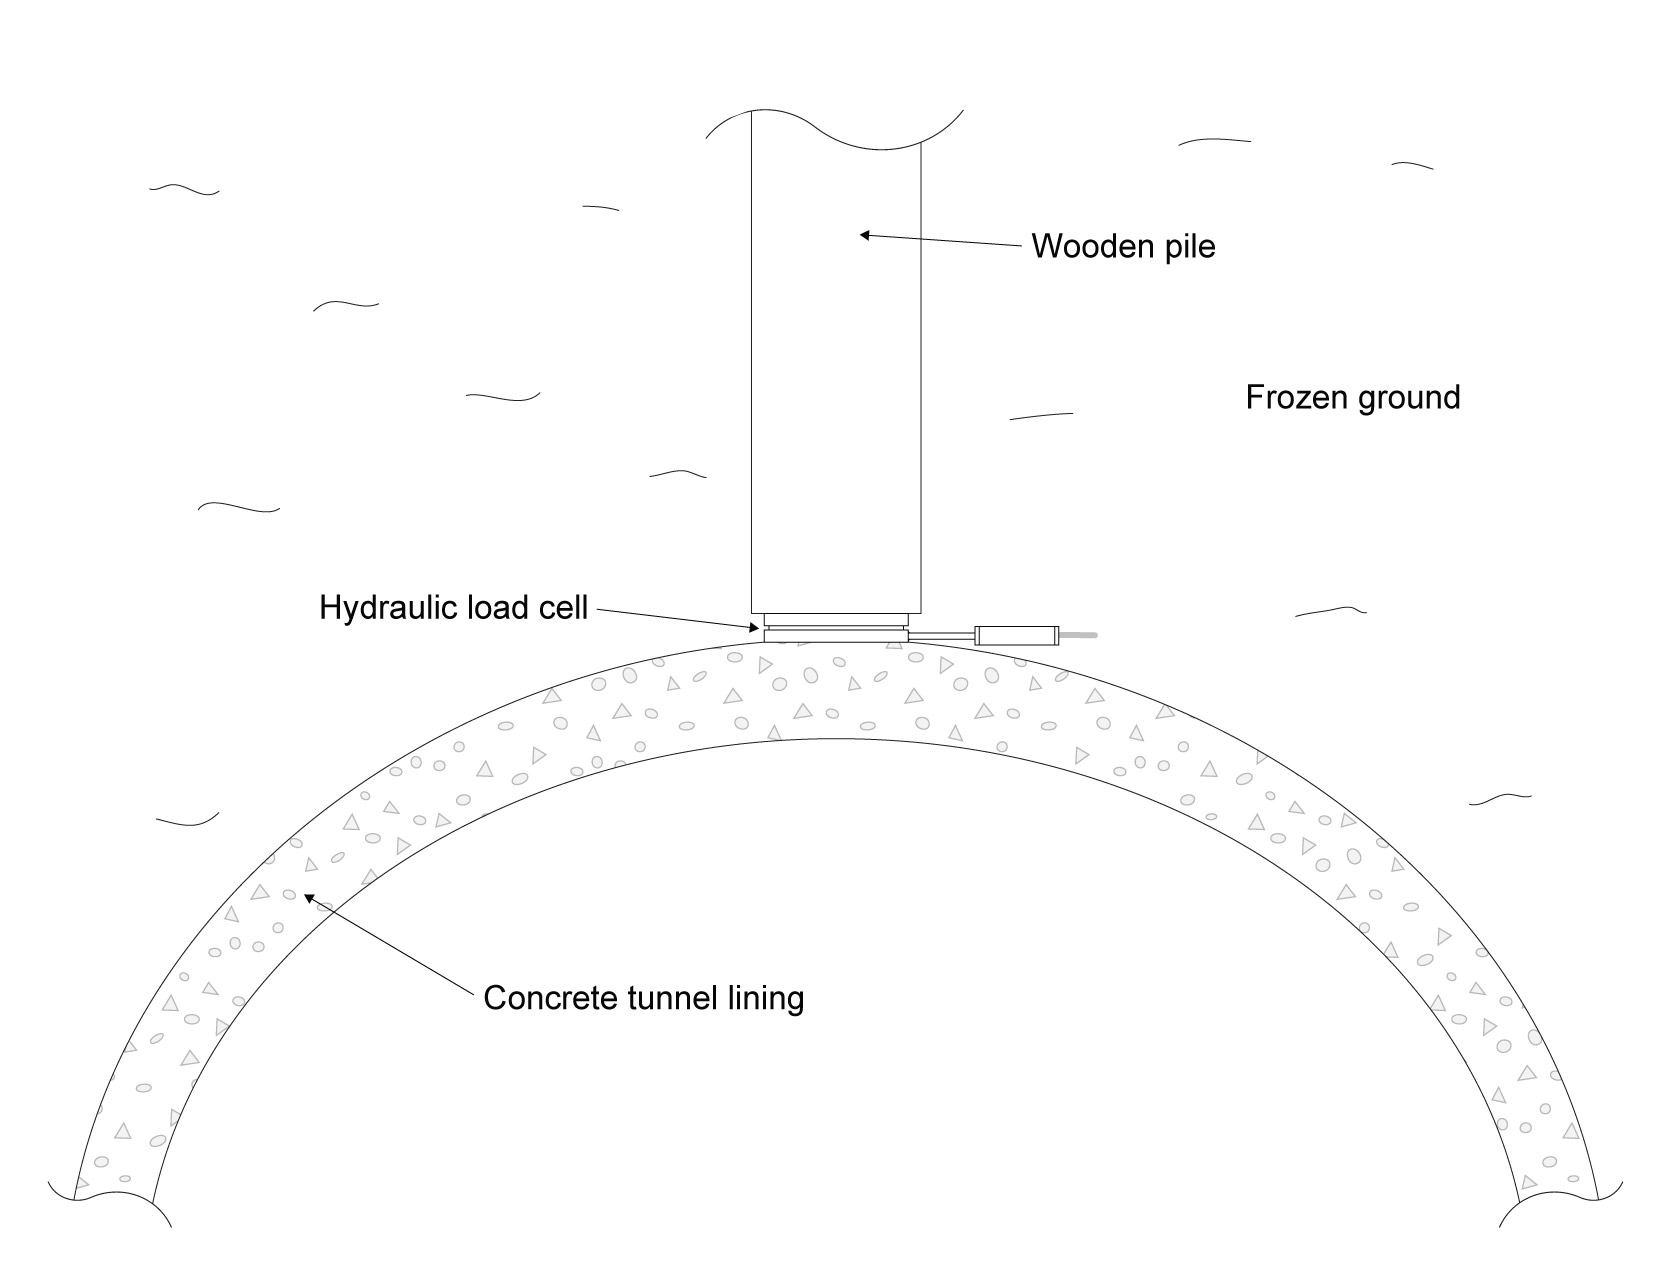 Wooden pile
Frozen ground
Hydraulic load cell
Concrete tunnel lining